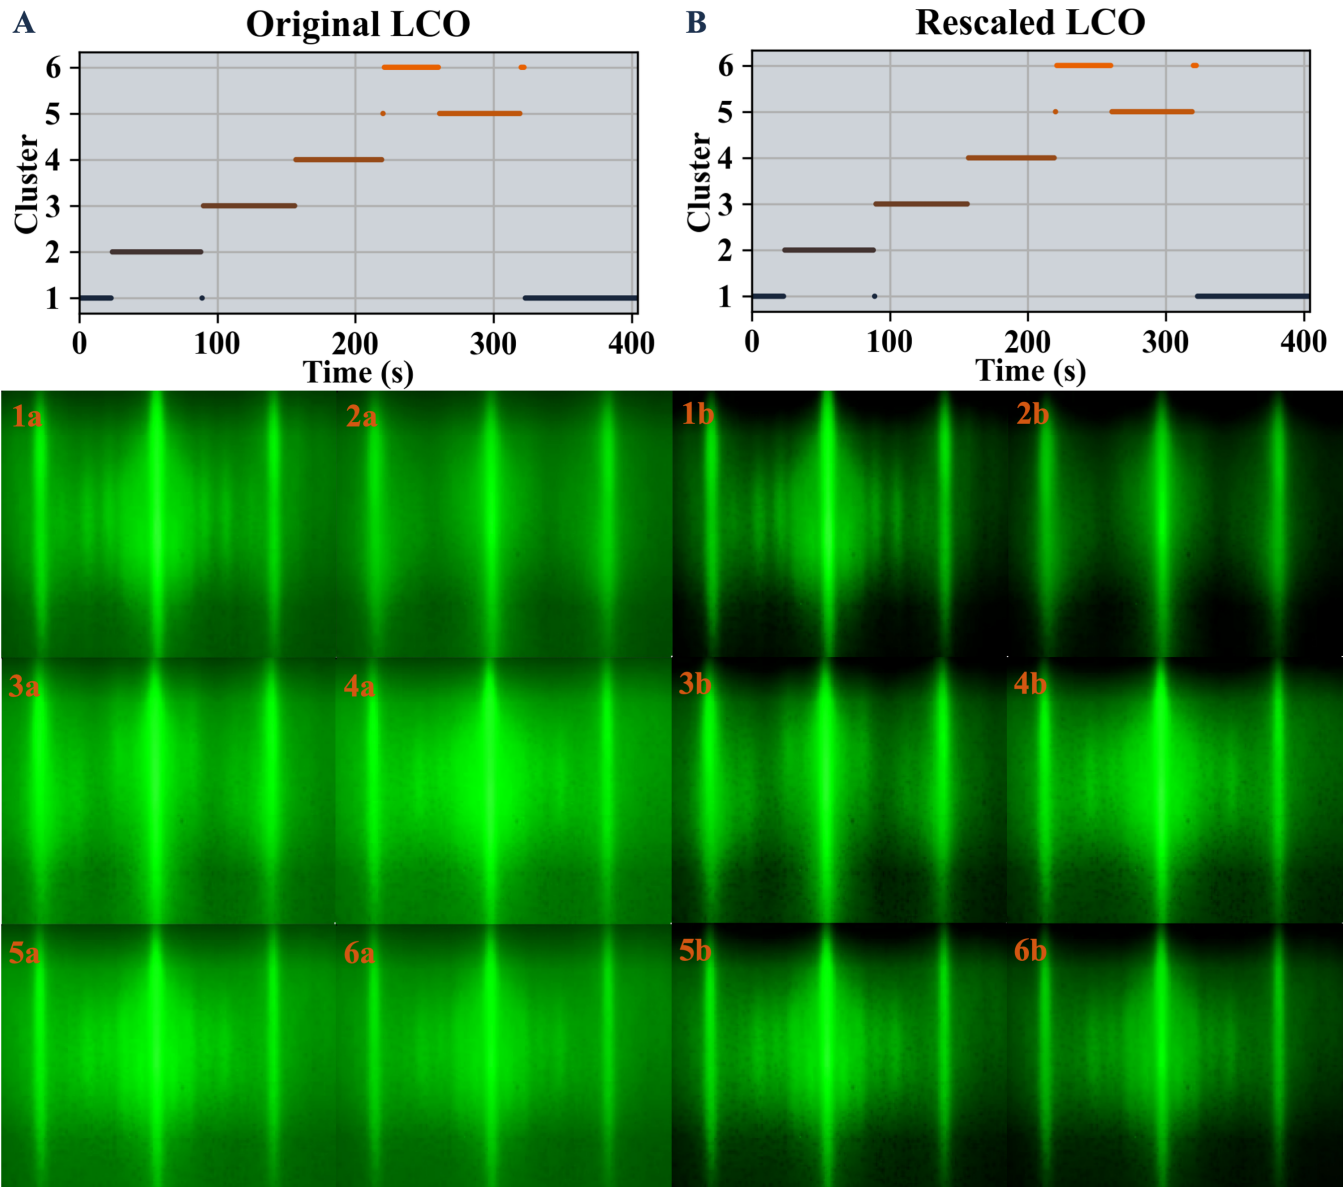 A
Original LCO
6
5
4
3
2
1
Cluster
0 100 200 300 400
Time (s)
B
Rescaled LCO
6
5
4
3
2
1
Cluster
0 100 200 300 400
Time (s)
1a 2a
3a 4a
5a 6a
1b 2b
3b 4b
5b 6b